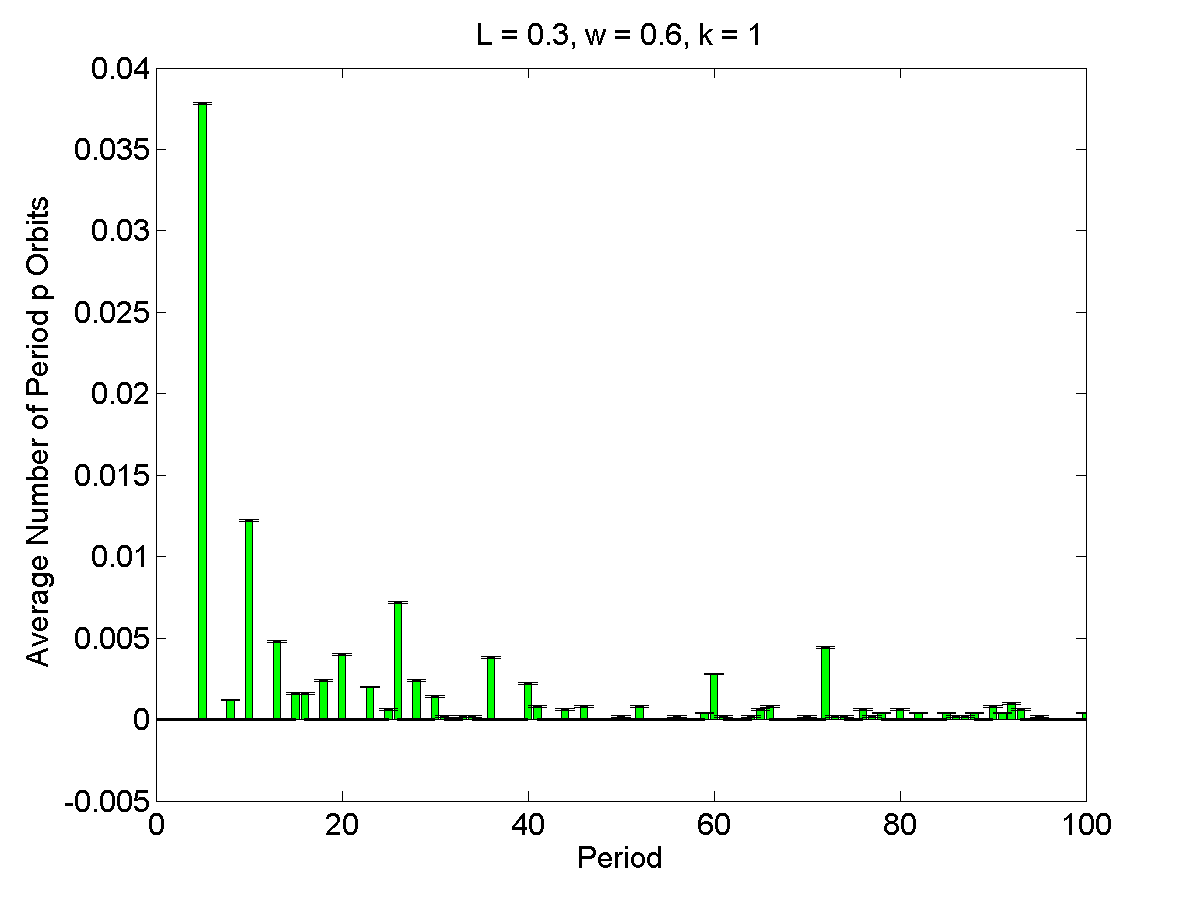 L = 0.3, w = 0.6, k = 1
0.04
0.035
0.03
0.025
0.02
0.015
0.01
0.005
0
-0.005
Average Number of Period p Orbits
0 20 40 60 80 100
Period